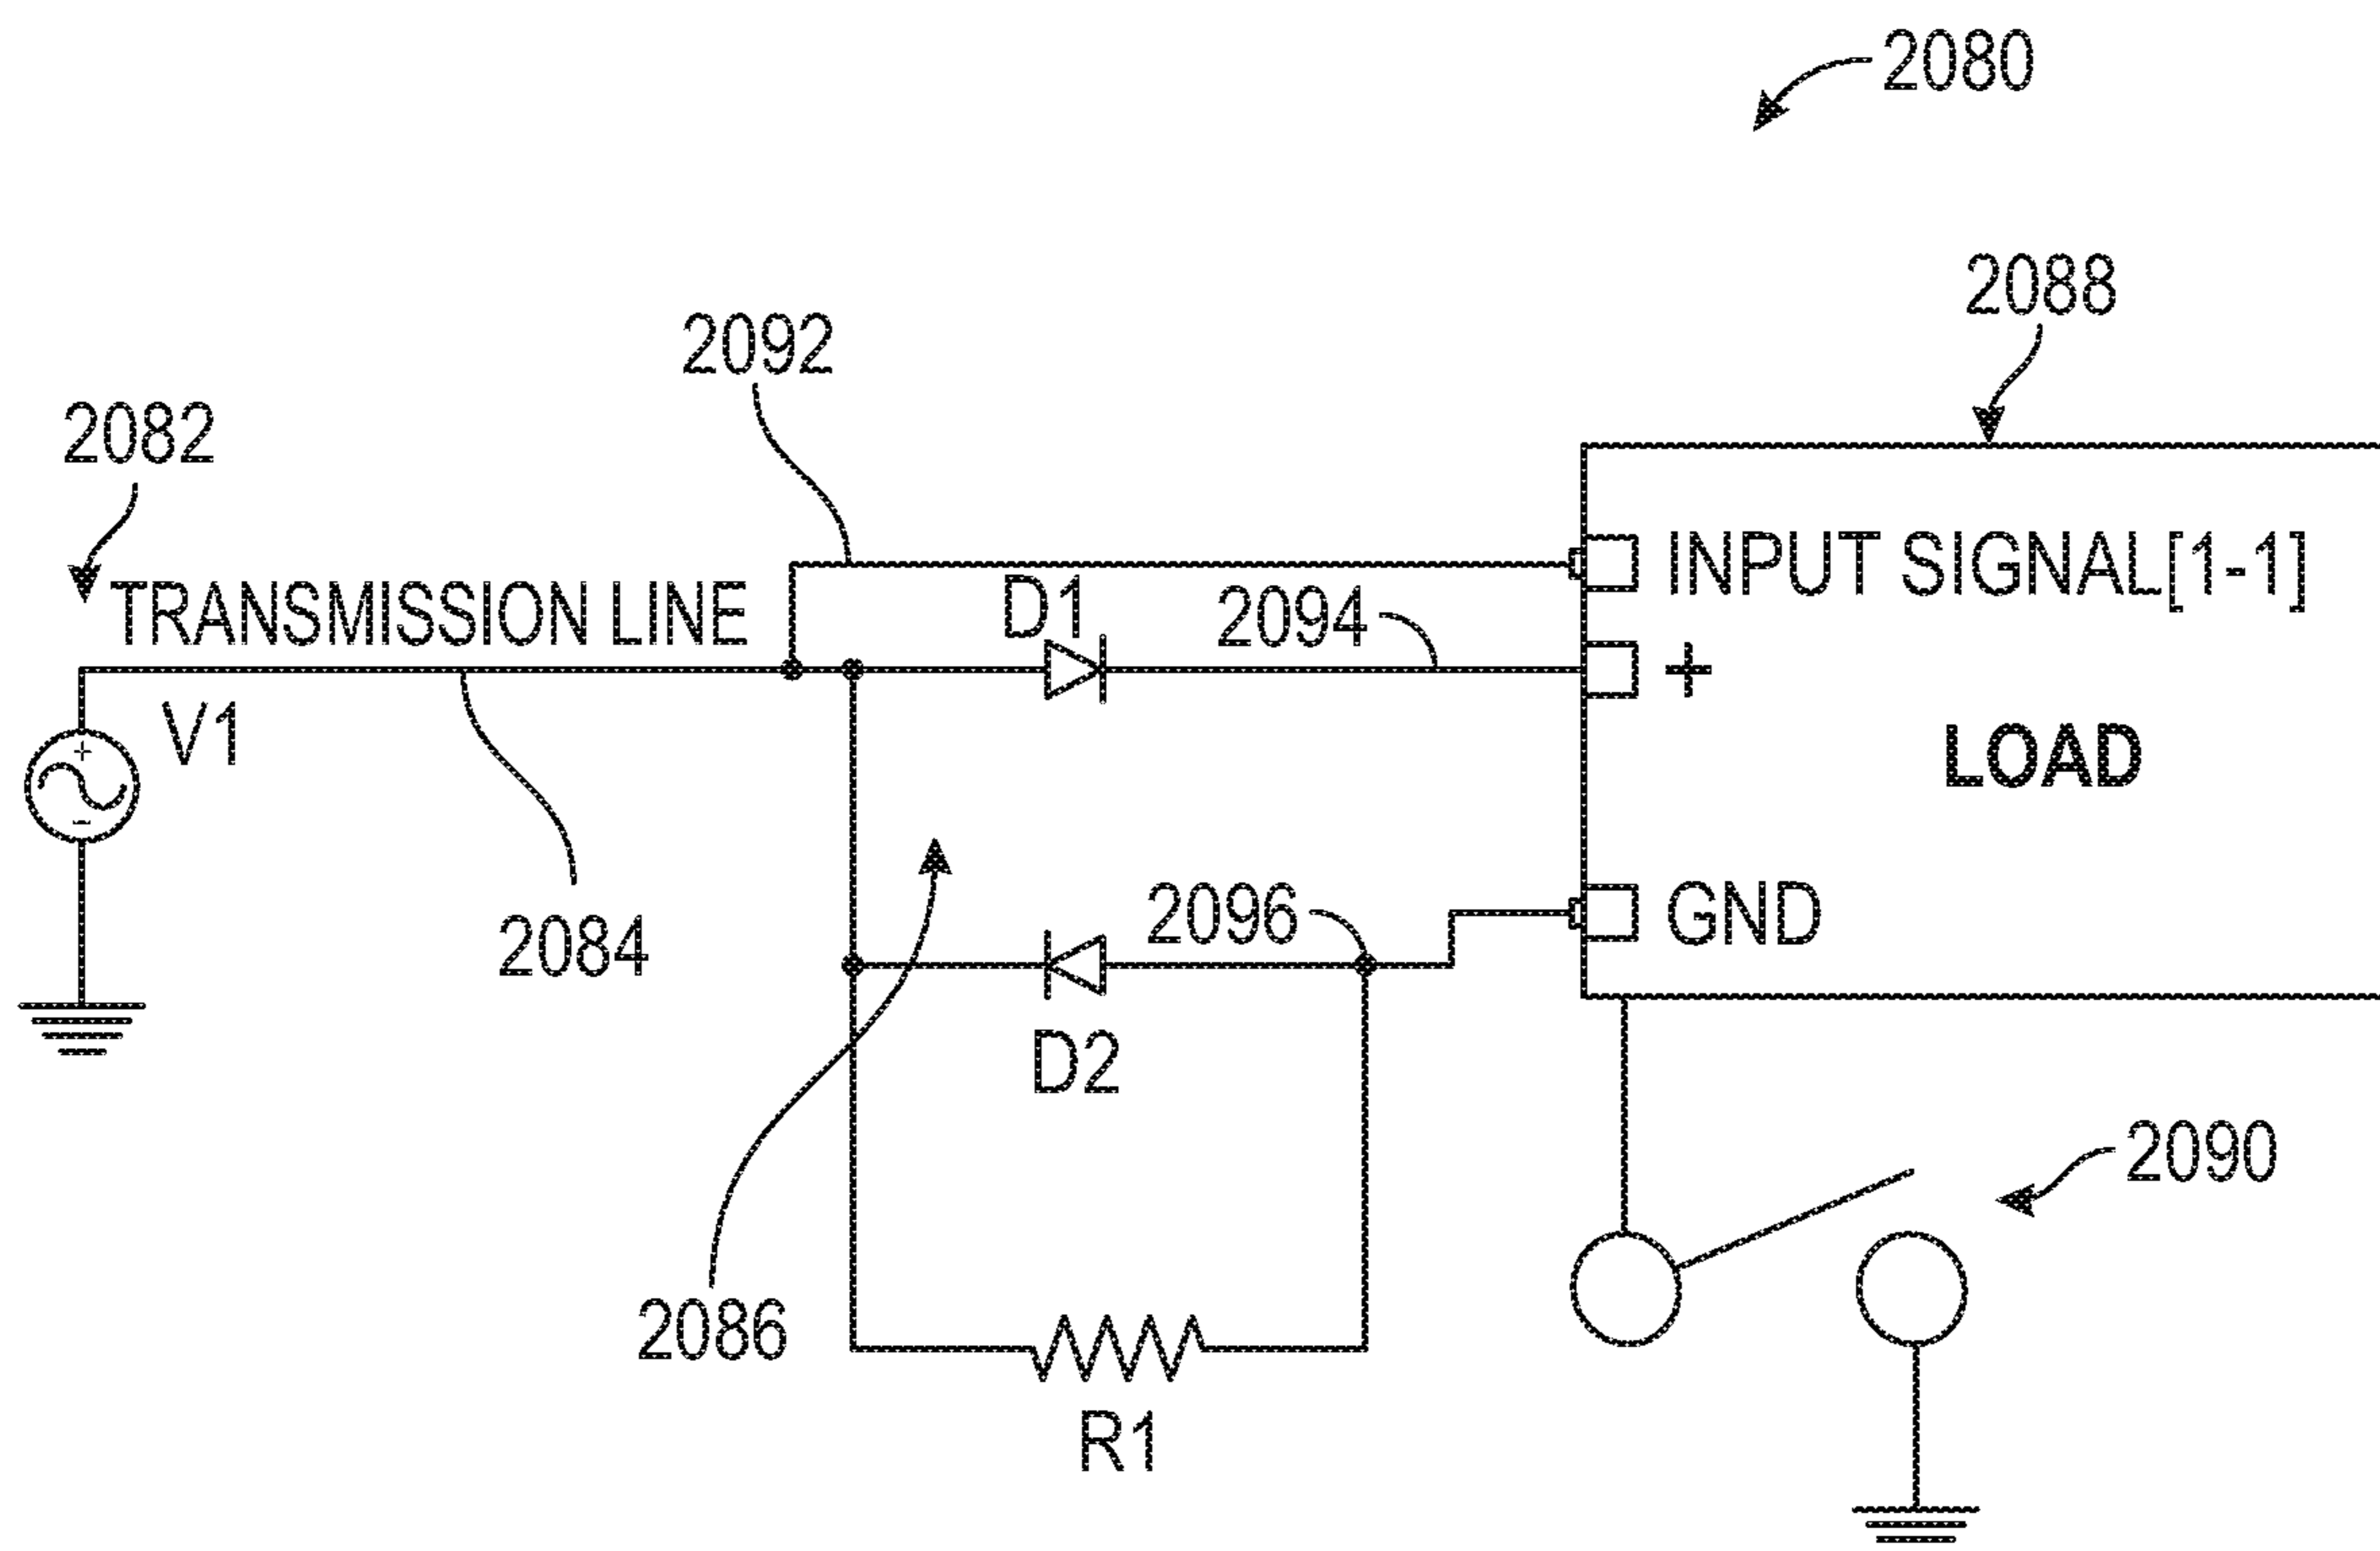 2080
2088
2092
2082
INPUT SIGNAL[1-1]
TRANSMISSION LINE
D1
2094
+
V1
LOAD
+
-
2084
2096
GND
D2
2090
2086
R1